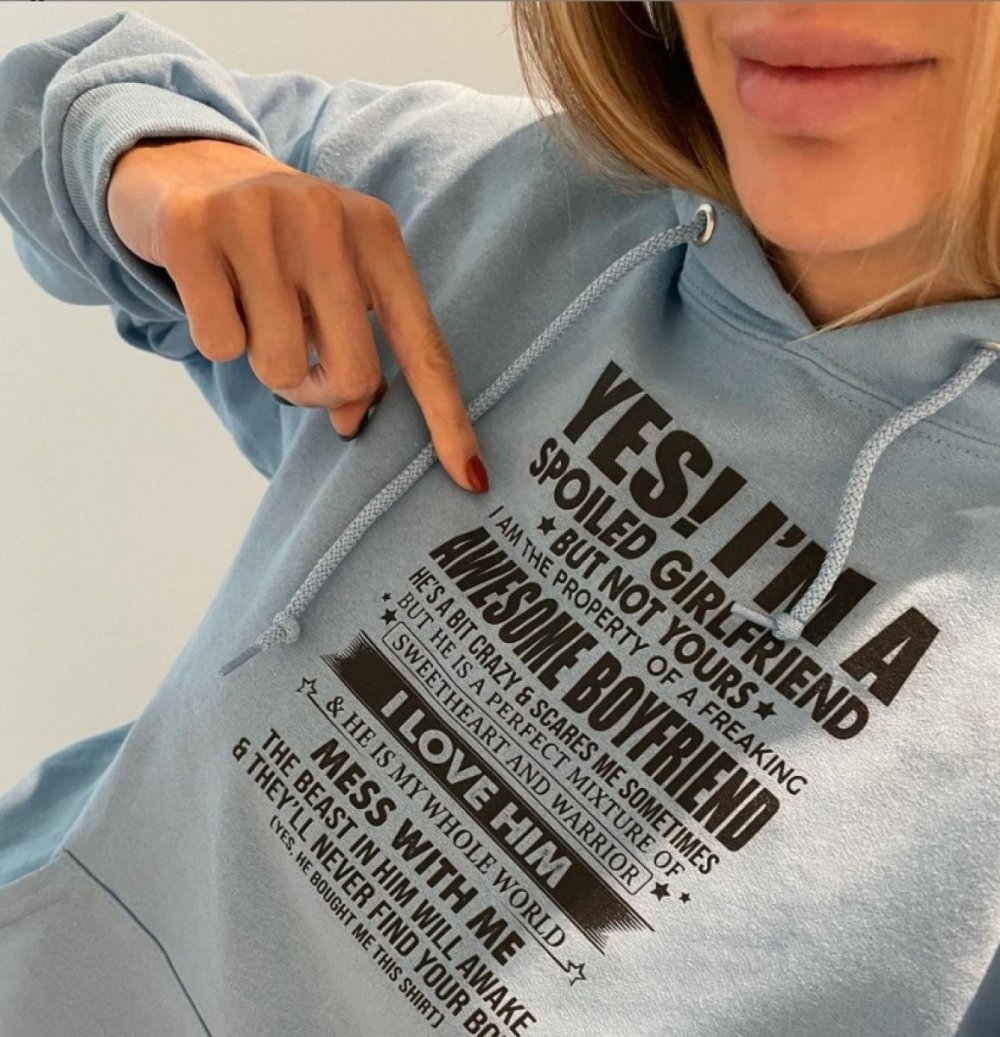 YES! I'M A
SPOILED GIRLFRIEND
★ BUT NOT YOURS ★
I AM THE PROPERTY OF A FREAKING
AWESOME BOYFRIEND
HE'S A BIT CRAZY & SCARES ME SOMETIMES
BUT HE IS A PERFECT MIXTURE OF
SWEETHEART AND WARRIOR
I LOVE HIM
& HE IS MY WHOLE WORLD
MESS WITH ME
THE BEAST IN HIM WILL AWAKE
& THEY'LL NEVER FIND YOUR
(YES, HE BOUGHT ME THIS SHIRT)